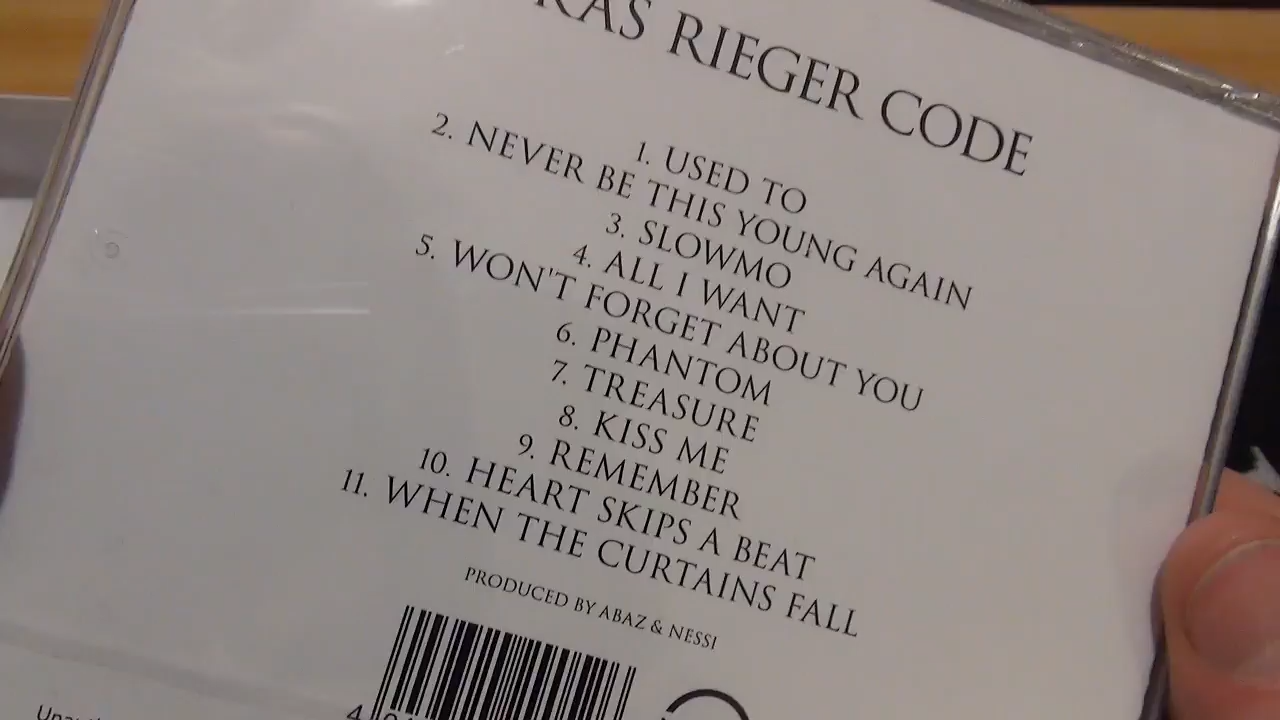 RAS RIEGER CODE
1. USED TO
2. NEVER BE THIS YOUNG AGAIN
3. SLOWMO
4. ALL I WANT
5. WON'T FORGET ABOUT YOU
6. PHANTOM
7. TREASURE
8. KISS ME
9. REMEMBER
10. HEART SKIPS A BEAT
11. WHEN THE CURTAINS FALL
PRODUCED BY ABAZ & NESSI